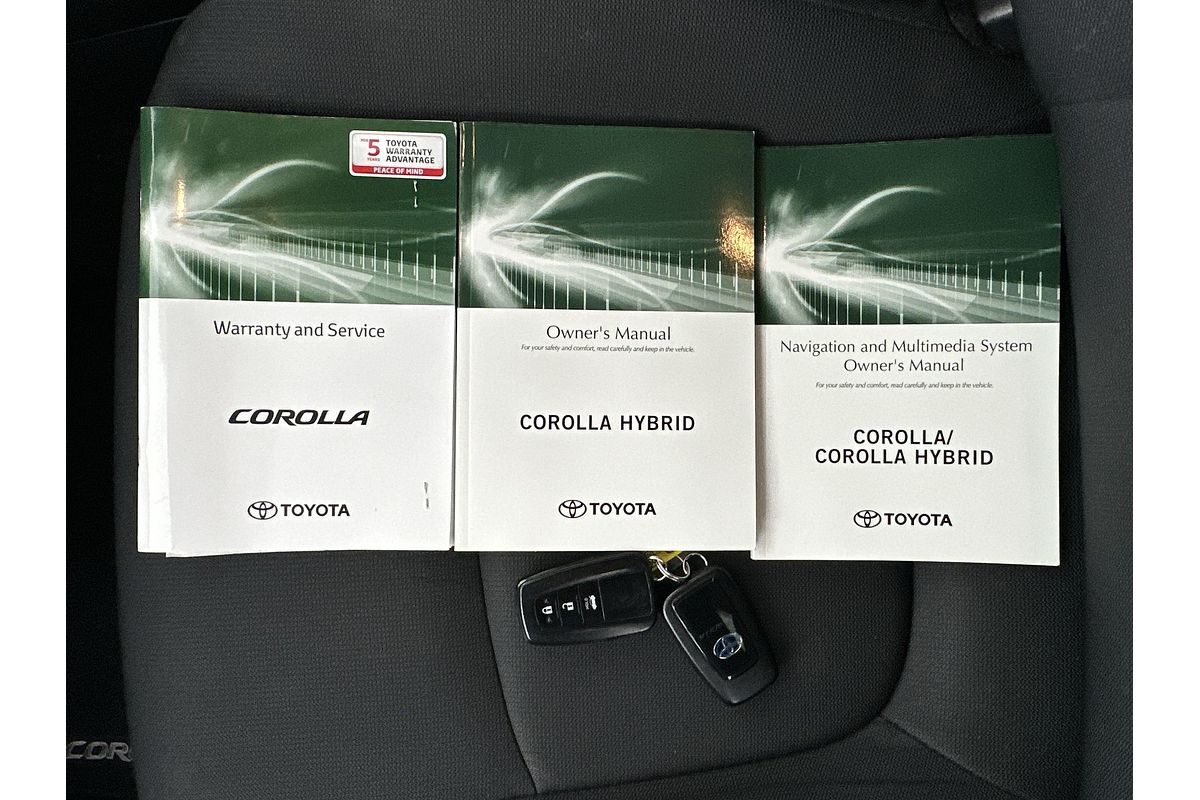 5
YEARS
TOYOTA
WARRANTY
ADVANTAGE
PEACE OF MIND
Warranty and Service
COROLLA
TOYOTA
Owner's Manual
For your safety and comfort, read carefully and keep in the vehicle.
COROLLA HYBRID
TOYOTA
Navigation and Multimedia System
Owner's Manual
For your safety and comfort, read carefully and keep in the vehicle.
COROLLA/
COROLLA HYBRID
TOYOTA
COR